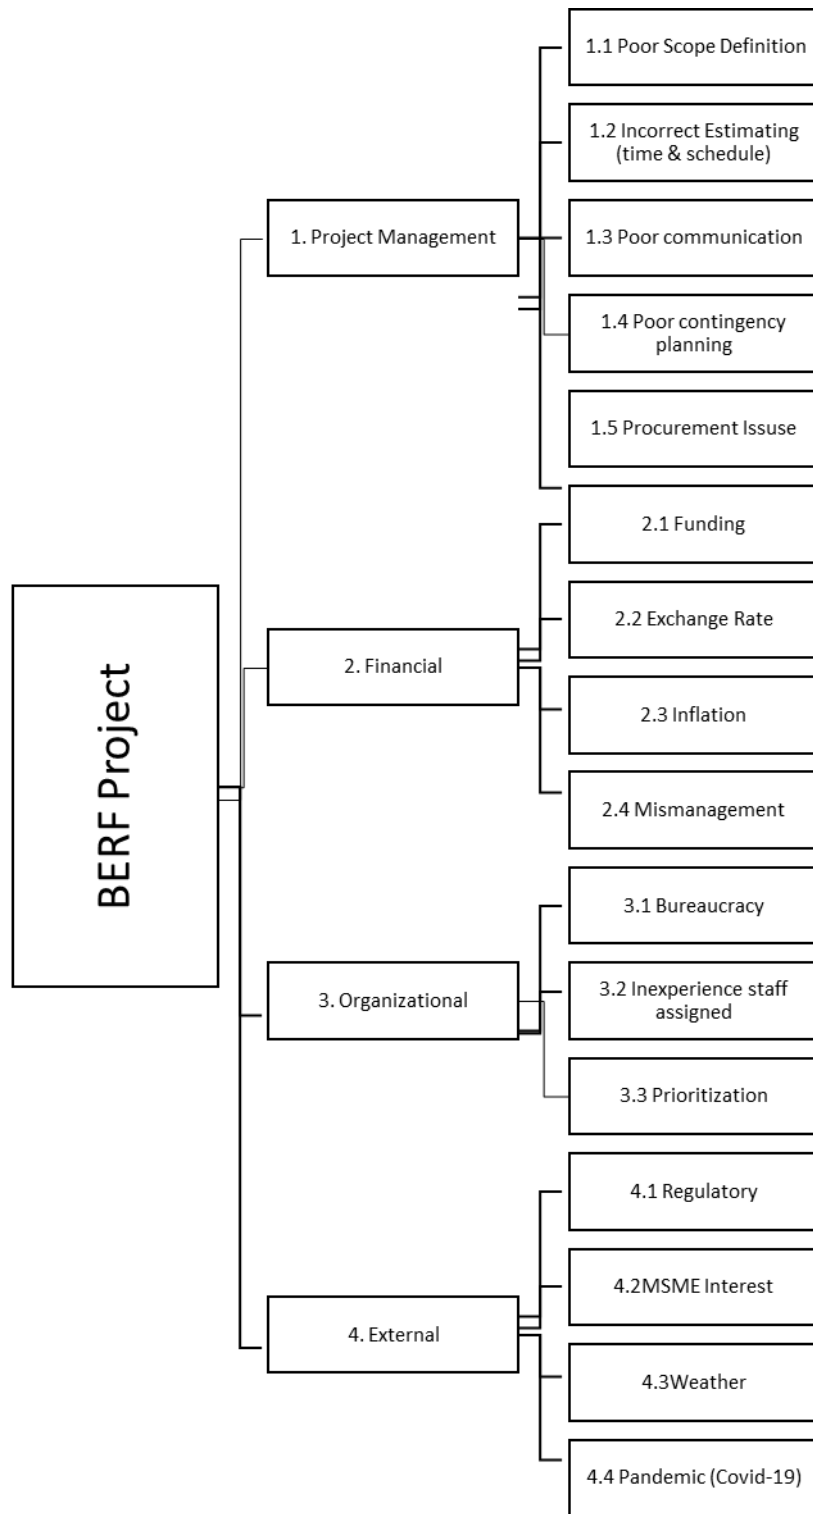 BERF Project
1. Project Management
1.1 Poor Scope Definition
1.2 Incorrect Estimating
(time & schedule)
1.3 Poor communication
1.4 Poor contingency
planning
1.5 Procurement Issuse
2. Financial
2.1 Funding
2.2 Exchange Rate
2.3 Inflation
2.4 Mismanagement
3. Organizational
3.1 Bureaucracy
3.2 Inexperience staff
assigned
3.3 Prioritization
4. External
4.1 Regulatory
4.2MSME Interest
4.3Weather
4.4 Pandemic (Covid-19)